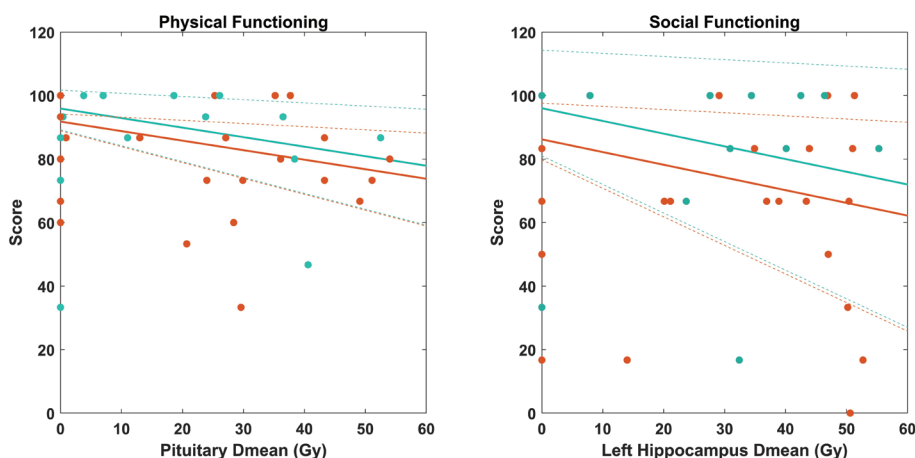 Physical Functioning
120
100
80
60
40
20
0
Score
0 10 20 30 40 50 60
Pituitary Dmean (Gy)
Social Functioning
120
100
80
60
40
20
0
Score
0 10 20 30 40 50 60
Left Hippocampus Dmean (Gy)